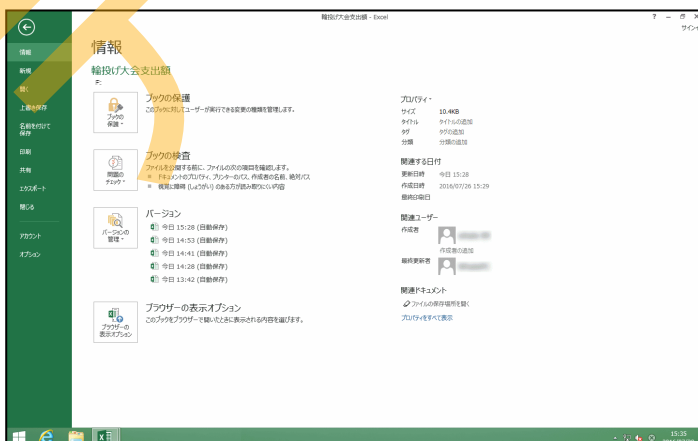 輪投げ大会支出額 - Excel
? – ×
サインイ
情報
新規
開く
上書き保存
名前を付けて
保存
印刷
共有
エクスポート
閉じる
アカウント
オプション
情報
輪投げ大会支出額
F:
ブックの保護
このブックに対してユーザーが実行できる変更の種類を管理します。
ブックの
保護
ブックの検査
ファイルを公開する前に、ファイルの次の項目を確認します。
ドキュメントのプロパティ、プリンターのパス、作成者の名前、絶対パス
視覚に障碍 (しょうがい) のある方が読み取りにくい内容
問題の
チェック
バージョン
バージョンの
管理
今日 15:28 (自動保存)
今日 14:53 (自動保存)
今日 14:41 (自動保存)
今日 14:28 (自動保存)
今日 13:42 (自動保存)
ブラウザーの表示オプション
このブックをブラウザーで開いたときに表示される内容を選びます。
ブラウザーの
表示オプション
プロパティ
サイズ 10.4KB
タイトル タイトルの追加
タグ タグの追加
分類 分類の追加
関連する日付
更新日時 今日 15:28
作成日時 2016/07/26 15:29
最終印刷日
関連ユーザー
作成者
作成者の追加
最終更新者
関連ドキュメント
ファイルの保存場所を開く
プロパティをすべて表示
15:35